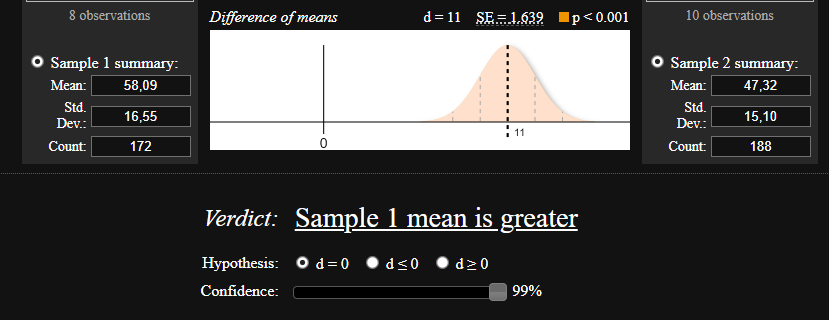 8 observations
Difference of means d = 11 SE = 1.639 p < 0.001
10 observations
Sample 1 summary:
Mean: 58,09
Std. Dev.: 16,55
Count: 172
0
11
Sample 2 summary:
Mean: 47,32
Std. Dev.: 15,10
Count: 188
Verdict: Sample 1 mean is greater
Hypothesis: d = 0 d ≤ 0 d ≥ 0
Confidence: 99%